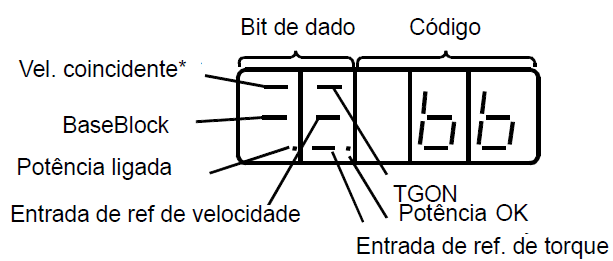 Bit de dado
Código
Vel. coincidente*
BaseBlock
bb
Potência ligada
TGON
Entrada de ref de velocidade
Potência OK
Entrada de ref. de torque